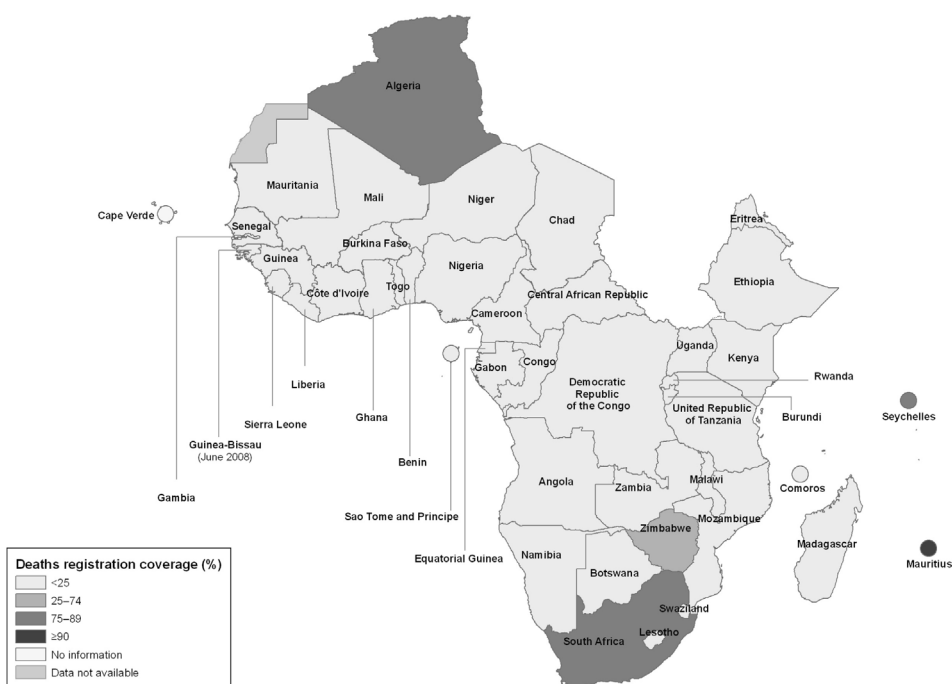 Algeria
Mauritania
Mali
Niger
Chad
Cape Verde
Senegal
Eritrea
Burkina Faso
Guinea
Nigeria
Ethiopia
Togo
Côte d'Ivoire
Central African Republic
Cameroon
Uganda
Kenya
Congo
Gabon
Rwanda
Liberia
Democratic
Republic
of the Congo
Seychelles
United Republic
of Tanzania
Burundi
Ghana
Sierra Leone
Guinea-Bissau
(June 2008)
Benin
Gambia
Angola
Zambia
Malawi
Comoros
Sao Tome and Principe
Mozambique
Zimbabwe
Madagascar
Equatorial Guinea
Namibia
Mauritius
Botswana
Swaziland
Lesotho
South Africa
Deaths registration coverage (%)
<25
25–74
75–89
≥90
No information
Data not available